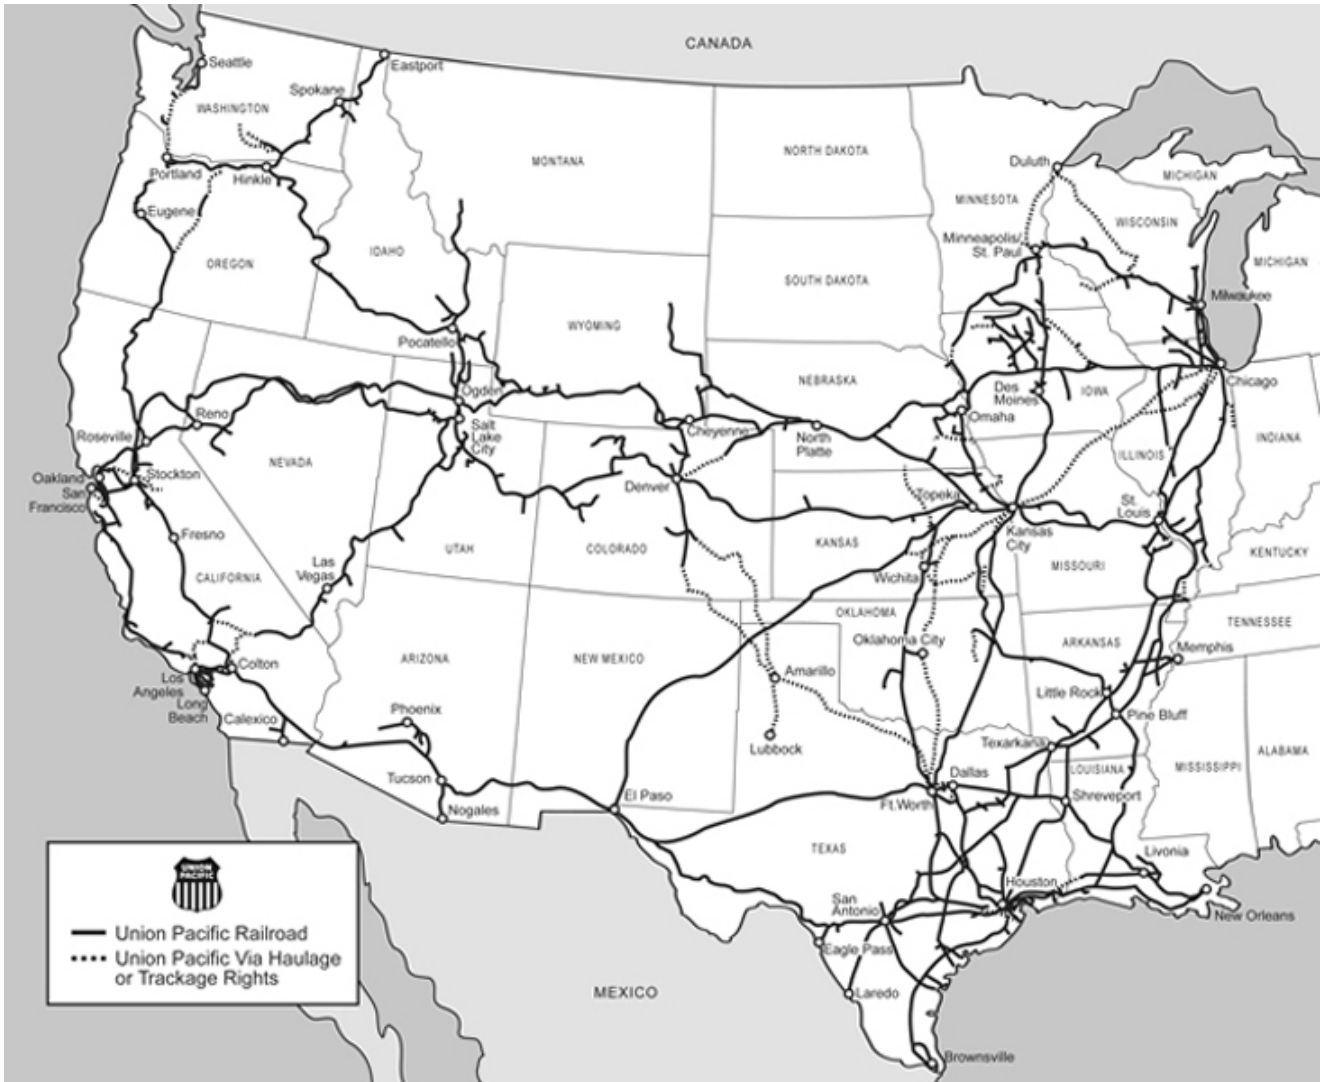 CANADA
Seattle
Eastport
Spokane
WASHINGTON
MONTANA
NORTH DAKOTA
Duluth
MICHIGAN
Portland
Hinkle
MINNESOTA
WISCONSIN
Eugene
OREGON
IDAHO
Minneapolis/
St. Paul
MICHIGAN
SOUTH DAKOTA
Milwaukee
WYOMING
Pocatello
NEBRASKA
Chicago
Ogden
Des
Moines
IOWA
Reno
Omaha
Roseville
Salt
Lake
City
Cheyenne
North
Platte
INDIANA
NEVADA
ILLINOIS
Oakland
San
Francisco
Stockton
Denver
Topeka
St.
Louis
Fresno
Kansas
City
UTAH
COLORADO
KANSAS
KENTUCKY
Las
Vegas
CALIFORNIA
Wichita
MISSOURI
OKLAHOMA
TENNESSEE
Oklahoma City
ARKANSAS
Memphis
ARIZONA
NEW MEXICO
Colton
Los
Angeles
Amarillo
Long
Beach
Little Rock
Phoenix
Calexico
Pine Bluff
Lubbock
Texarkana
ALABAMA
LOUISIANA
MISSISSIPPI
Tucson
Dallas
El Paso
Ft.Worth
Shreveport
Nogales
TEXAS
Livonia
Houston
San
Antonio
New Orleans
Eagle Pass
Laredo
MEXICO
Brownsville
UNION
PACIFIC
Union Pacific Railroad
Union Pacific Via Haulage
or Trackage Rights